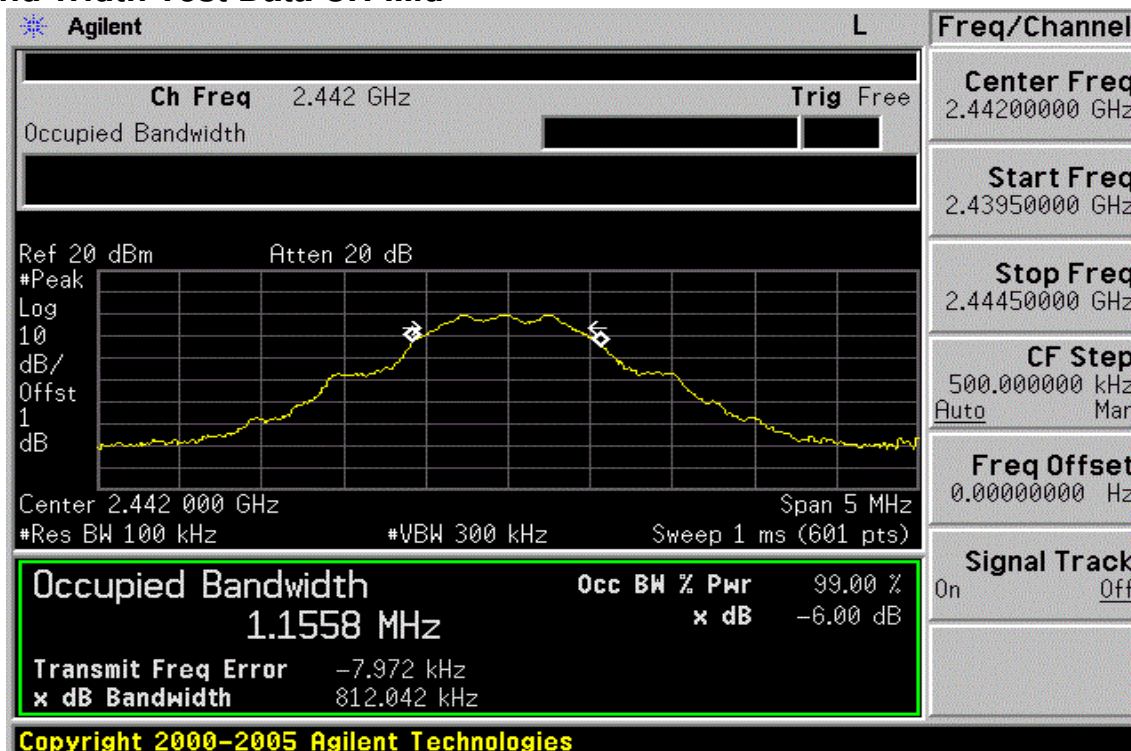 Agilent L
Ch Freq 2.442 GHz Trig Free
Occupied Bandwidth
Ref 20 dBm Atten 20 dB
#Peak
Log
10
dB/
Offst
1
dB
Center 2.442 000 GHz Span 5 MHz
#Res BW 100 kHz #VBW 300 kHz Sweep 1 ms (601 pts)
Occupied Bandwidth Occ BW % Pwr 99.00 %
1.1558 MHz x dB -6.00 dB
Transmit Freq Error -7.972 kHz
x dB Bandwidth 812.042 kHz
Copyright 2000-2005 Agilent Technologies
Freq/Channel
Center Freq
2.44200000 GHz
Start Freq
2.43950000 GHz
Stop Freq
2.44450000 GHz
CF Step
500.000000 kHz
Auto Man
Freq Offset
0.00000000 Hz
Signal Track
On Off